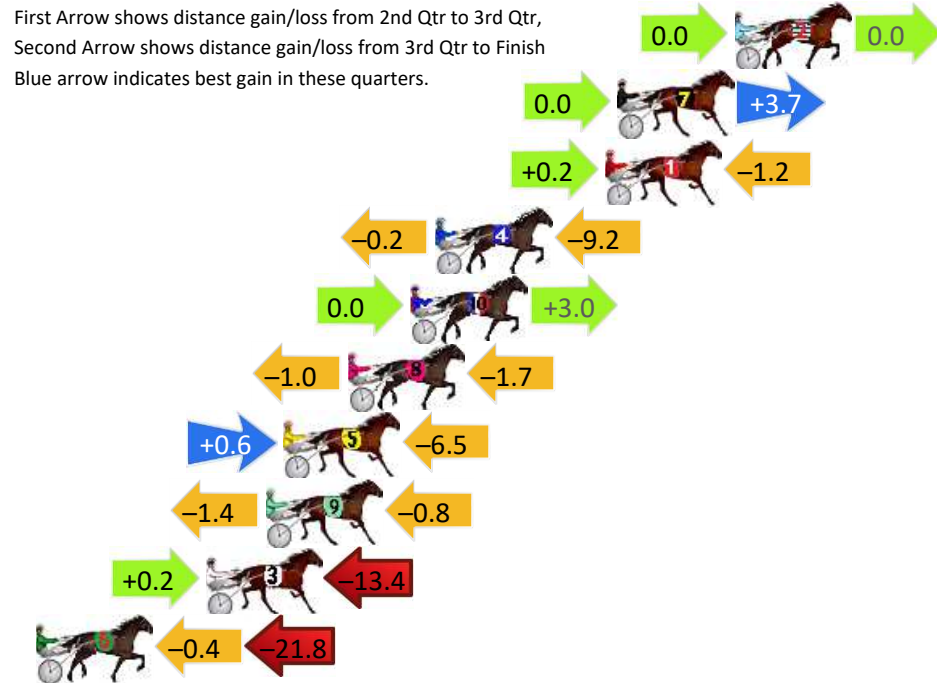 First Arrow shows distance gain/loss from 2nd Qtr to 3rd Qtr,
Second Arrow shows distance gain/loss from 3rd Qtr to Finish
Blue arrow indicates best gain in these quarters.
0.0 2 0.0
0.0 7 +3.7
+0.2 1 –1.2
–0.2 4 –9.2
0.0 10 +3.0
–1.0 8 –1.7
+0.6 5 –6.5
–1.4 9 –0.8
+0.2 3 –13.4
6 –0.4 –21.8